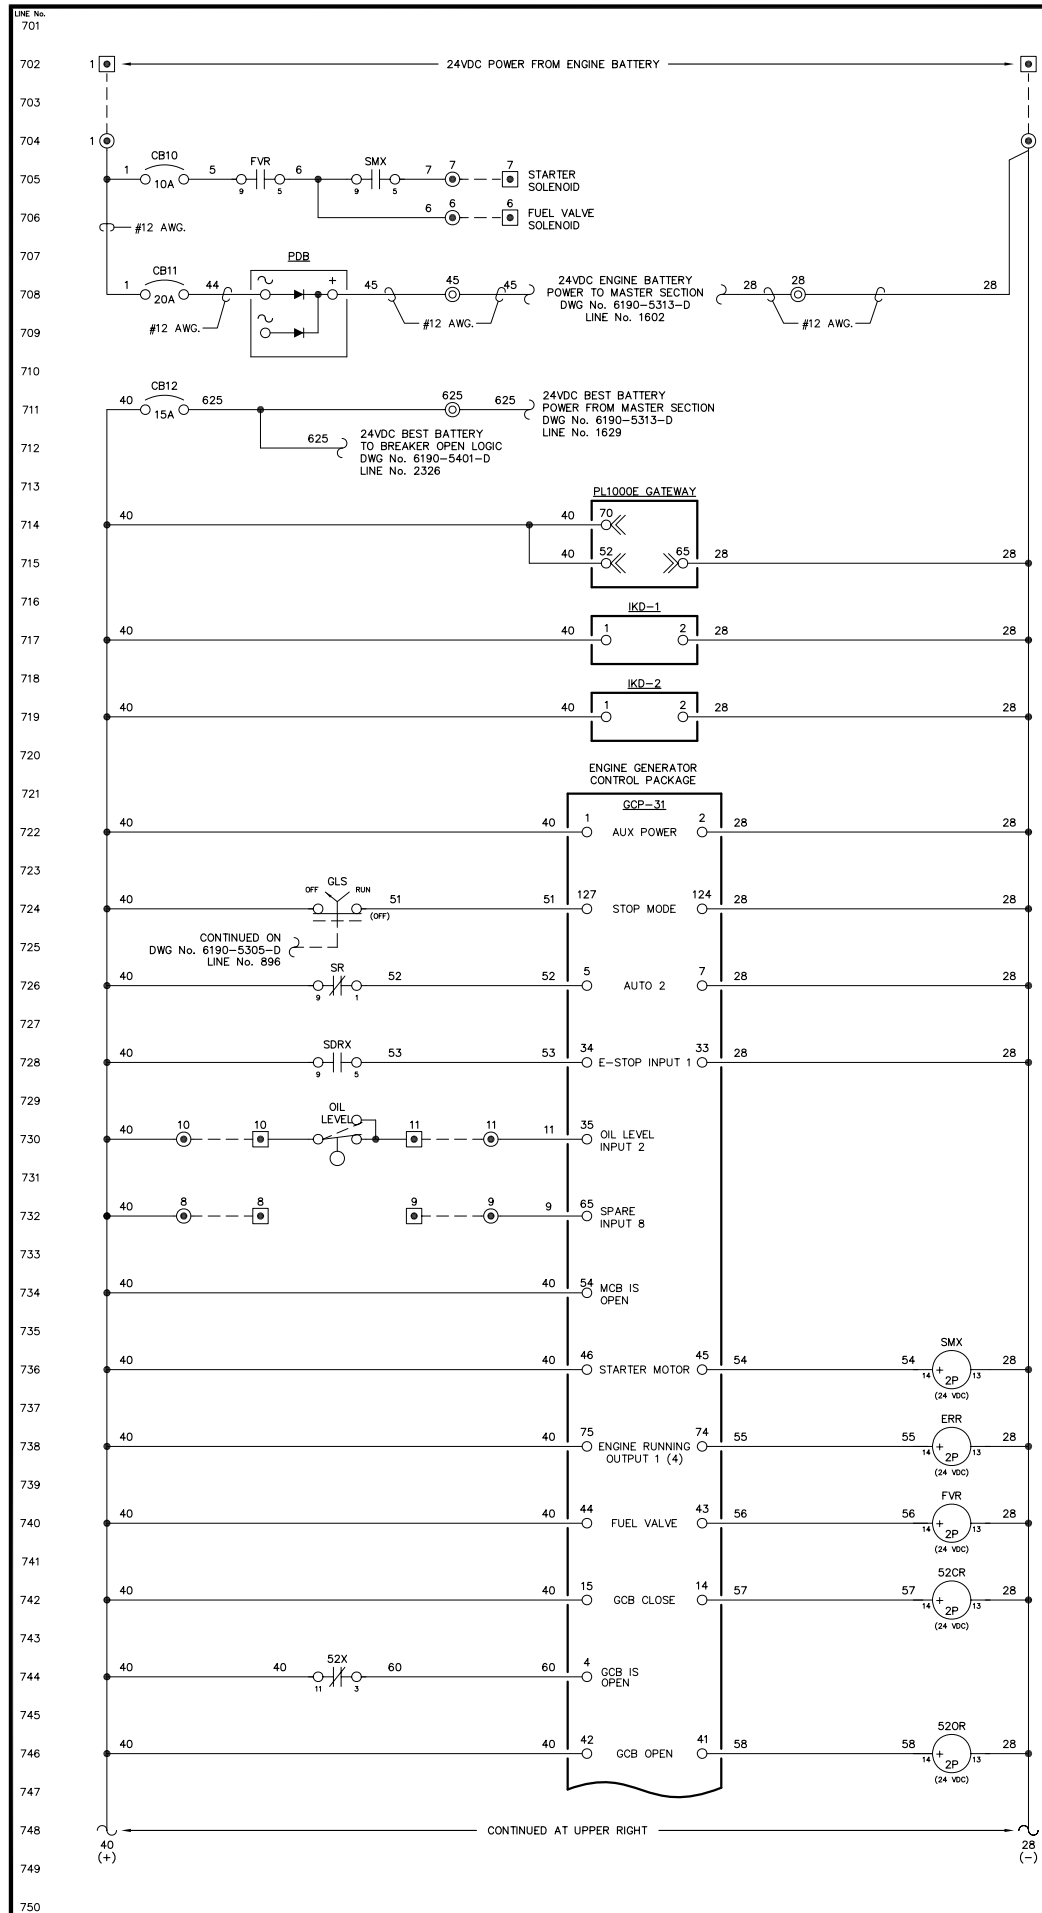 LINE No.
701
702 1 24VDC POWER FROM ENGINE BATTERY
703
704 1
CB10 FVR SMX
705 1 10A 5 9 5 6 9 5 7 7 7 STARTER
SOLENOID
706 6 6 6 FUEL VALVE
SOLENOID
#12 AWG.
707
PDB
CB11
708 1 20A 44 + 45 45 45 24VDC ENGINE BATTERY
POWER TO MASTER SECTION
DWG No. 6190-5313-D
LINE No. 1602
28 28 28
#12 AWG. #12 AWG. #12 AWG.
709
710
CB12
711 40 15A 625 625 625 24VDC BEST BATTERY
POWER FROM MASTER SECTION
DWG No. 6190-5313-D
LINE No. 1629
712 625 24VDC BEST BATTERY
TO BREAKER OPEN LOGIC
DWG No. 6190-5401-D
LINE No. 2326
713
PL1000E GATEWAY
714 40 40 70
715 40 52 65 28 28
716
IKD-1
717 40 40 1 2 28 28
718
IKD-2
719 40 40 1 2 28 28
720
ENGINE GENERATOR
CONTROL PACKAGE
721
GCP-31
722 40 40 1 AUX POWER 2 28 28
723
GLS
OFF RUN
724 40 (OFF) 51 51 127 STOP MODE 124 28 28
725 CONTINUED ON
DWG No. 6190-5305-D
LINE No. 896
SR
726 40 9 1 52 52 5 AUTO 2 7 28 28
727
SDRX
728 40 9 5 53 53 34 E-STOP INPUT 1 33 28 28
729
OIL
LEVEL
730 40 10 10 11 11 11 35 OIL LEVEL
INPUT 2
731
732 40 8 8 9 9 9 65 SPARE
INPUT 8
733
734 40 40 54 MCB IS
OPEN
735
SMX
736 40 40 46 STARTER MOTOR 45 54 54 14 + 2P 13 28
(24 VDC)
737
ERR
738 40 40 75 ENGINE RUNNING 74 55 55 14 + 2P 13 28
OUTPUT 1 (4)
(24 VDC)
739
FVR
740 40 40 44 FUEL VALVE 43 56 56 14 + 2P 13 28
(24 VDC)
741
52CR
742 40 40 15 GCB CLOSE 14 57 57 14 + 2P 13 28
(24 VDC)
743
52X
744 40 40 11 3 60 60 4 GCB IS
OPEN
745
52OR
746 40 40 42 GCB OPEN 41 58 58 14 + 2P 13 28
(24 VDC)
747
748 CONTINUED AT UPPER RIGHT
40 28
(+) (-)
749
750